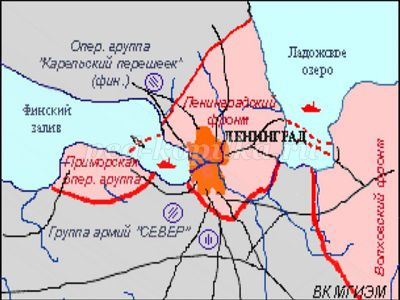 Опер. группа
"Карельский перешеек"
(фин.)
Ладожское
озеро
Финский
залив
Ленинградский
фронт
ЛЕНИНГРАД
Приморская
опер. группа
Волховский фронт
Группа армий "СЕВЕР"
ВК МГИЭМ